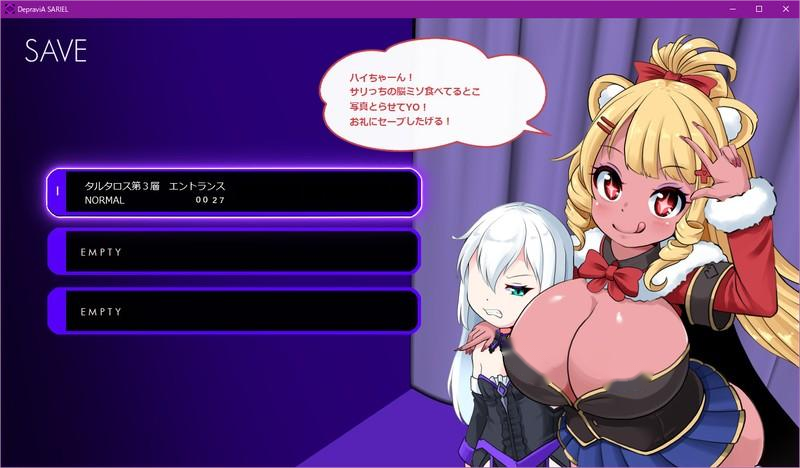 DepraviA SARIEL
SAVE
ハイちゃーん！
サリっちの脳ミソ食べてるとこ
写真とらせてYO！
お礼にセーブしたげる！
I
タルタロス第３層　エントランス
NORMAL 00 27
EMPTY
EMPTY